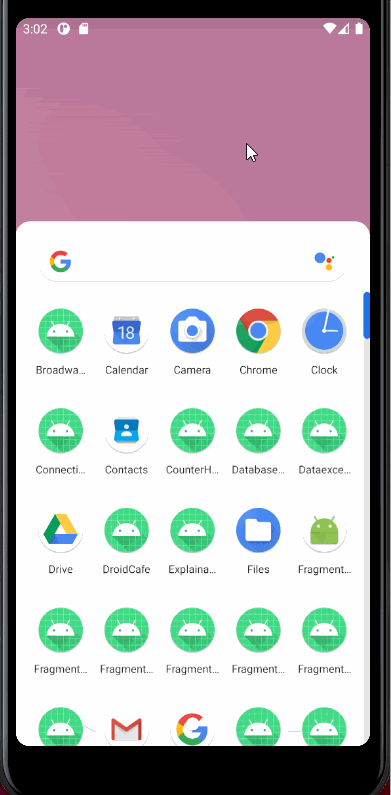 3:02
Broadwa... Calendar Camera Chrome Clock
18
Connecti... Contacts CounterH... Database... Dataexce...
Drive DroidCafe Explaina... Files Fragment...
Fragment... Fragment... Fragment... Fragment... Fragment...